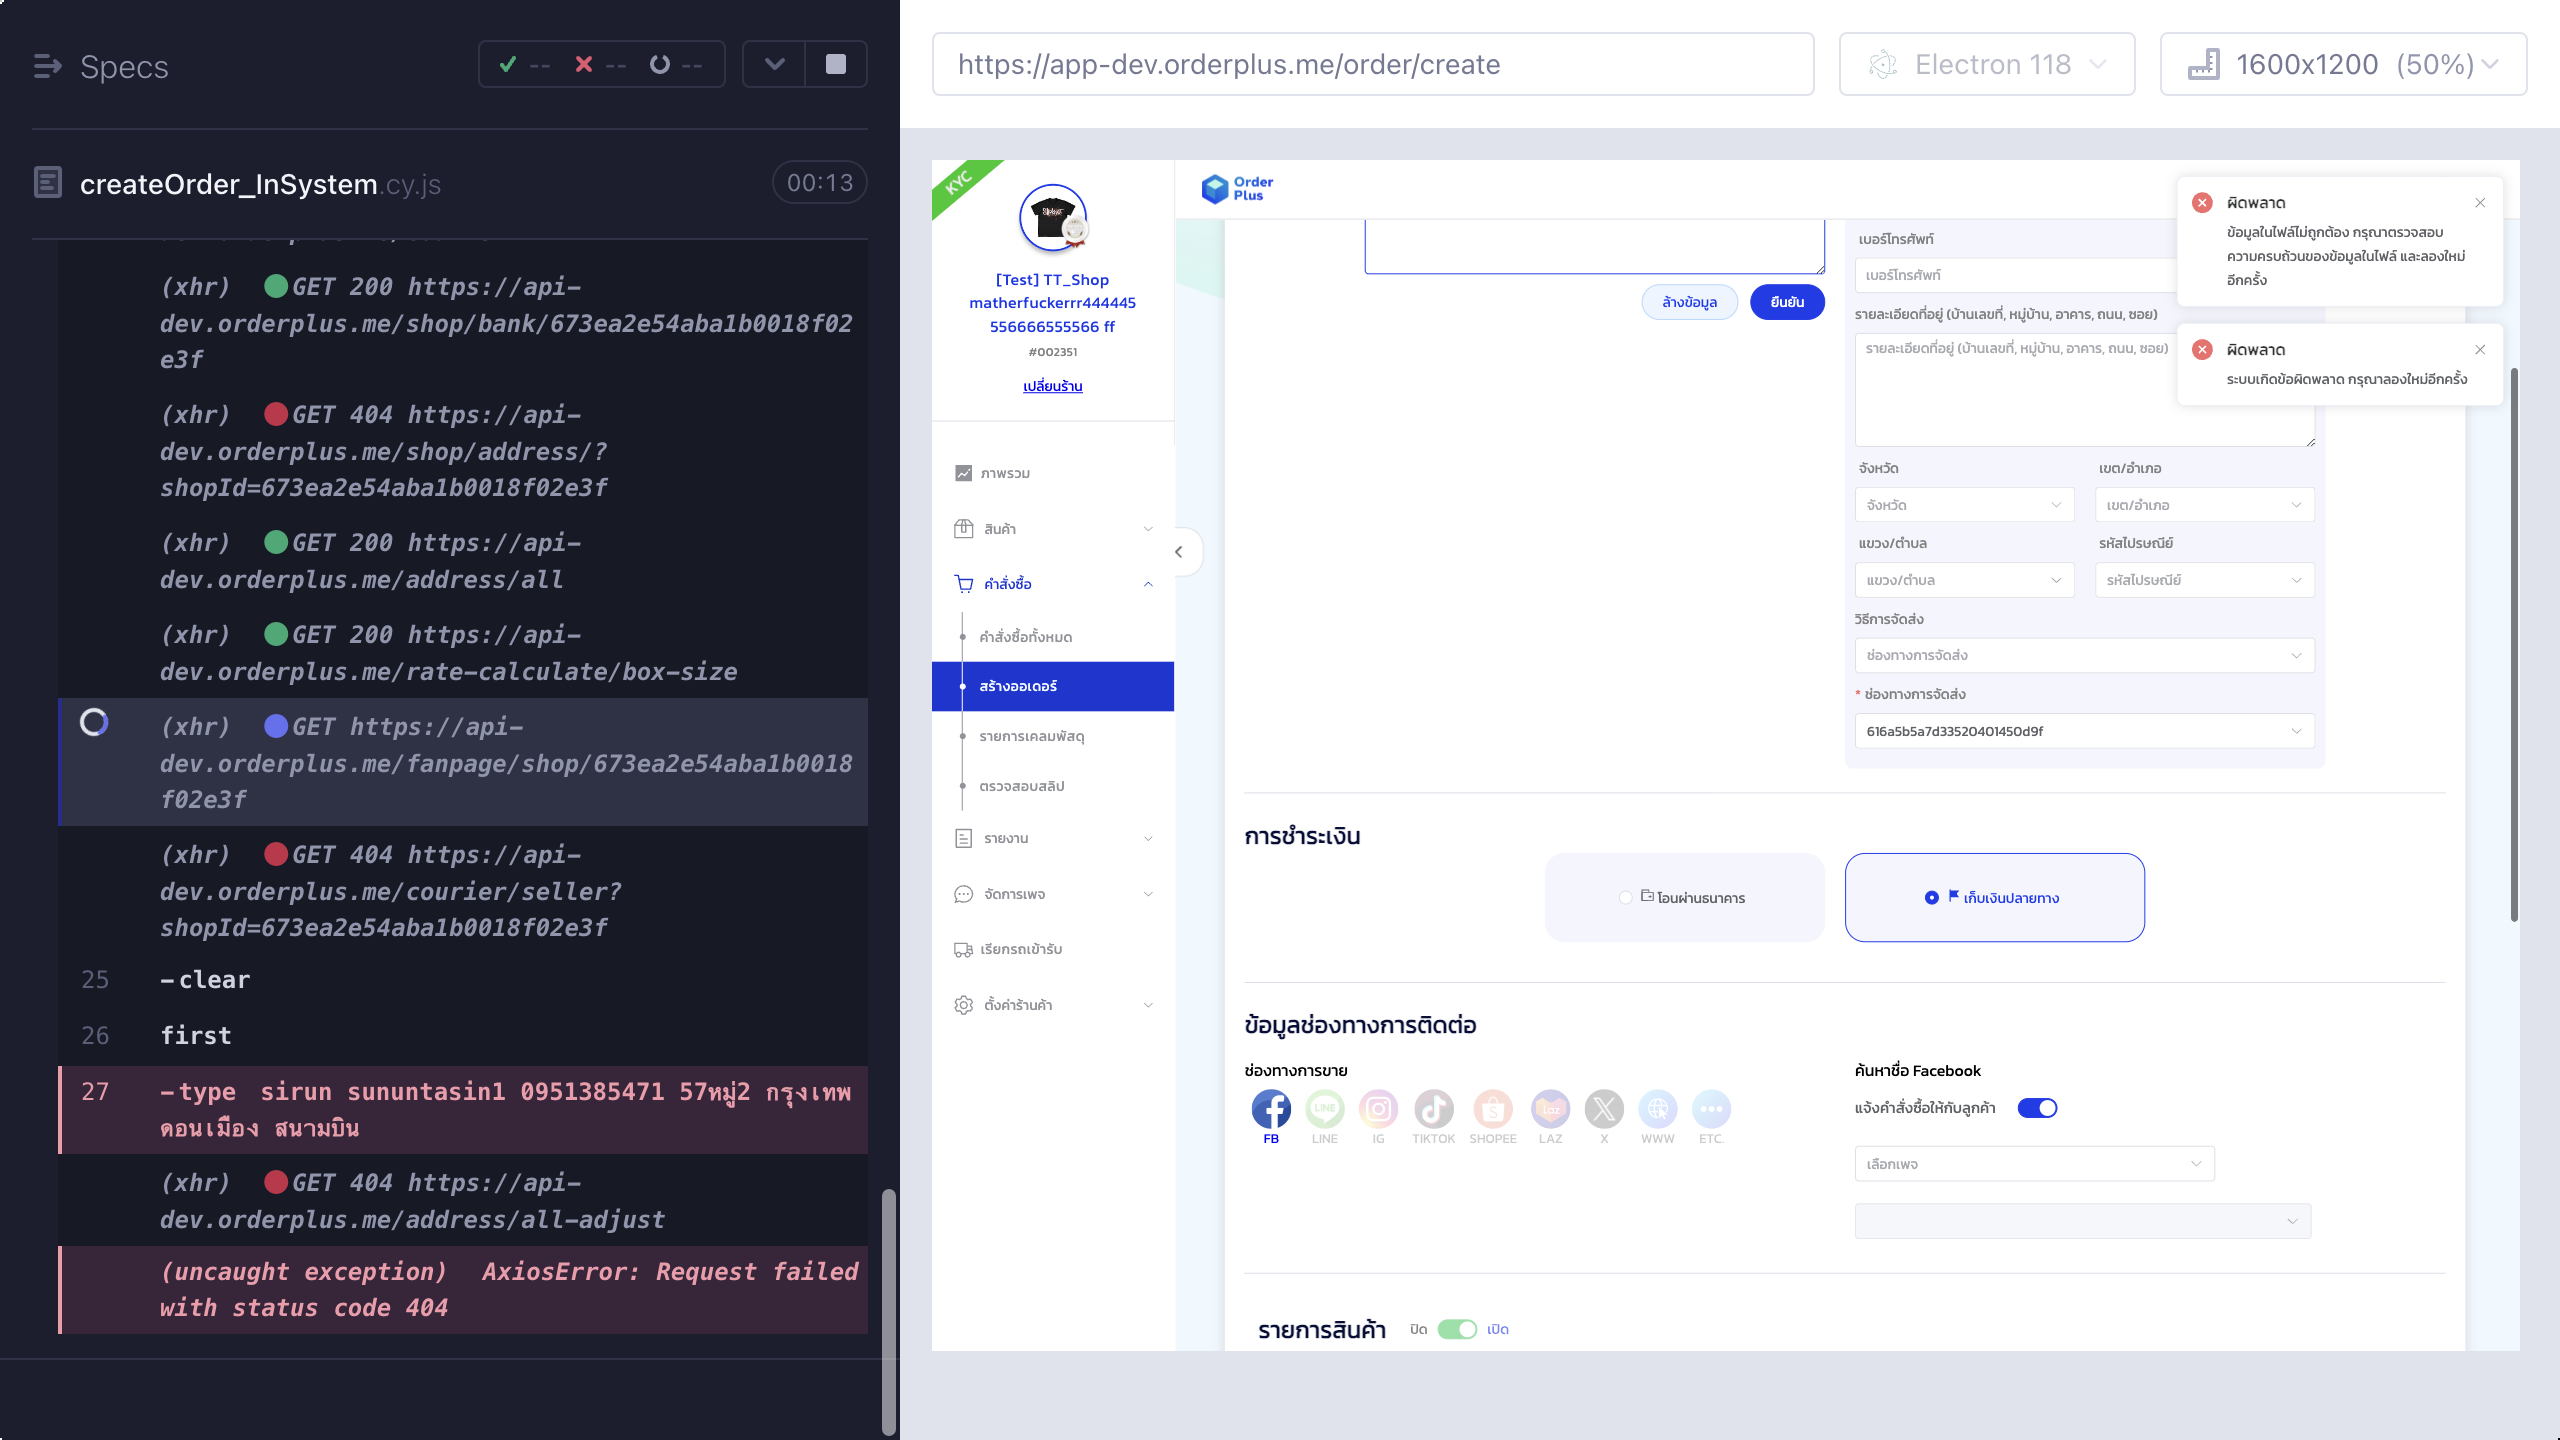 Specs
--
--
--
https://app-dev.orderplus.me/order/create
Electron 118
1600x1200 (50%)
createOrder_InSystem.cy.js
00:13
(xhr) GET 200 https://api-
dev.orderplus.me/shop/bank/673ea2e54aba1b0018f02
e3f
(xhr) GET 404 https://api-
dev.orderplus.me/shop/address/?
shopId=673ea2e54aba1b0018f02e3f
(xhr) GET 200 https://api-
dev.orderplus.me/address/all
(xhr) GET 200 https://api-
dev.orderplus.me/rate-calculate/box-size
(xhr) GET https://api-
dev.orderplus.me/fanpage/shop/673ea2e54aba1b0018
f02e3f
(xhr) GET 404 https://api-
dev.orderplus.me/courier/seller?
shopId=673ea2e54aba1b0018f02e3f
25 -clear
26 first
27 -type sirun sununtasin1 0951385471 57หมู่2 กรุงเทพ
ดอนเมือง สนามบิน
(xhr) GET 404 https://api-
dev.orderplus.me/address/all-adjust
(uncaught exception) AxiosError: Request failed
with status code 404
KYC
[Test] TT_Shop
matherfuckerrr444445
556666555566 ff
#002351
เปลี่ยนร้าน
ภาพรวม
สินค้า
คำสั่งซื้อ
คำสั่งซื้อทั้งหมด
สร้างออเดอร์
รายการเคลมพัสดุ
ตรวจสอบสลิป
รายงาน
จัดการเพจ
เรียกรถเข้ารับ
ตั้งค่าร้านค้า
Order
Plus
ล้างข้อมูล
ยืนยัน
เบอร์โทรศัพท์
เบอร์โทรศัพท์
รายละเอียดที่อยู่ (บ้านเลขที่, หมู่บ้าน, อาคาร, ถนน, ซอย)
รายละเอียดที่อยู่ (บ้านเลขที่, หมู่บ้าน, อาคาร, ถนน, ซอย)
จังหวัด
เขต/อำเภอ
จังหวัด
เขต/อำเภอ
แขวง/ตำบล
รหัสไปรษณีย์
แขวง/ตำบล
รหัสไปรษณีย์
วิธีการจัดส่ง
ช่องทางการจัดส่ง
* ช่องทางการจัดส่ง
616a5b5a7d33520401450d9f
ผิดพลาด
ข้อมูลในไฟล์ไม่ถูกต้อง กรุณาตรวจสอบ
ความครบถ้วนของข้อมูลในไฟล์ และลองใหม่
อีกครั้ง
ผิดพลาด
ระบบเกิดข้อผิดพลาด กรุณาลองใหม่อีกครั้ง
การชำระเงิน
โอนผ่านธนาคาร
เก็บเงินปลายทาง
ข้อมูลช่องทางการติดต่อ
ช่องทางการขาย
FB
LINE
IG
TIKTOK
SHOPEE
LAZ
X
WWW
ETC.
ค้นหาชื่อ Facebook
แจ้งคำสั่งซื้อให้กับลูกค้า
เลือกเพจ
รายการสินค้า
ปิด
เปิด